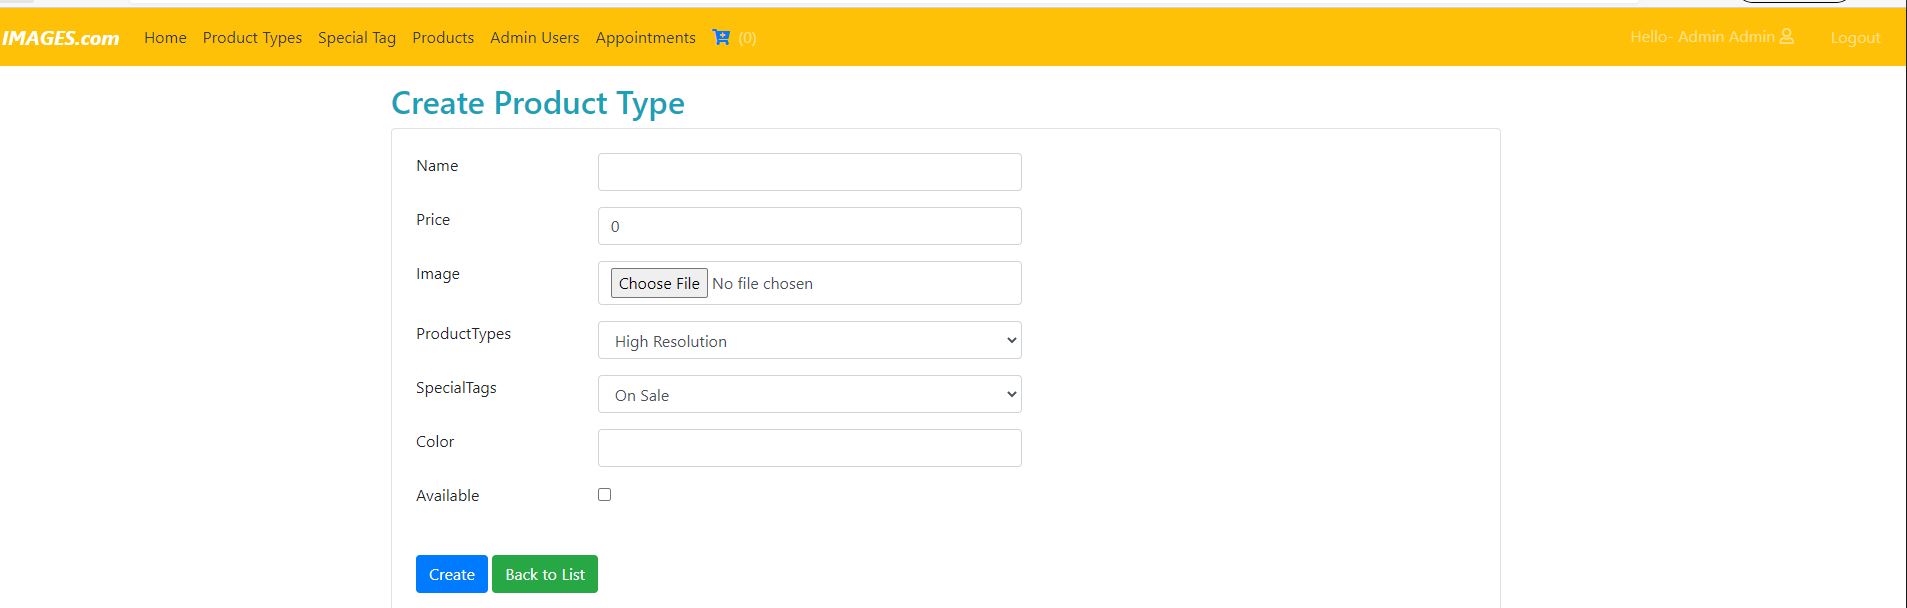 IMAGES.com Home Product Types Special Tag Products Admin Users Appointments (0) Hello- Admin Admin Logout
Create Product Type
Name
Price 0
Image Choose File No file chosen
ProductTypes High Resolution
SpecialTags On Sale
Color
Available
Create Back to List